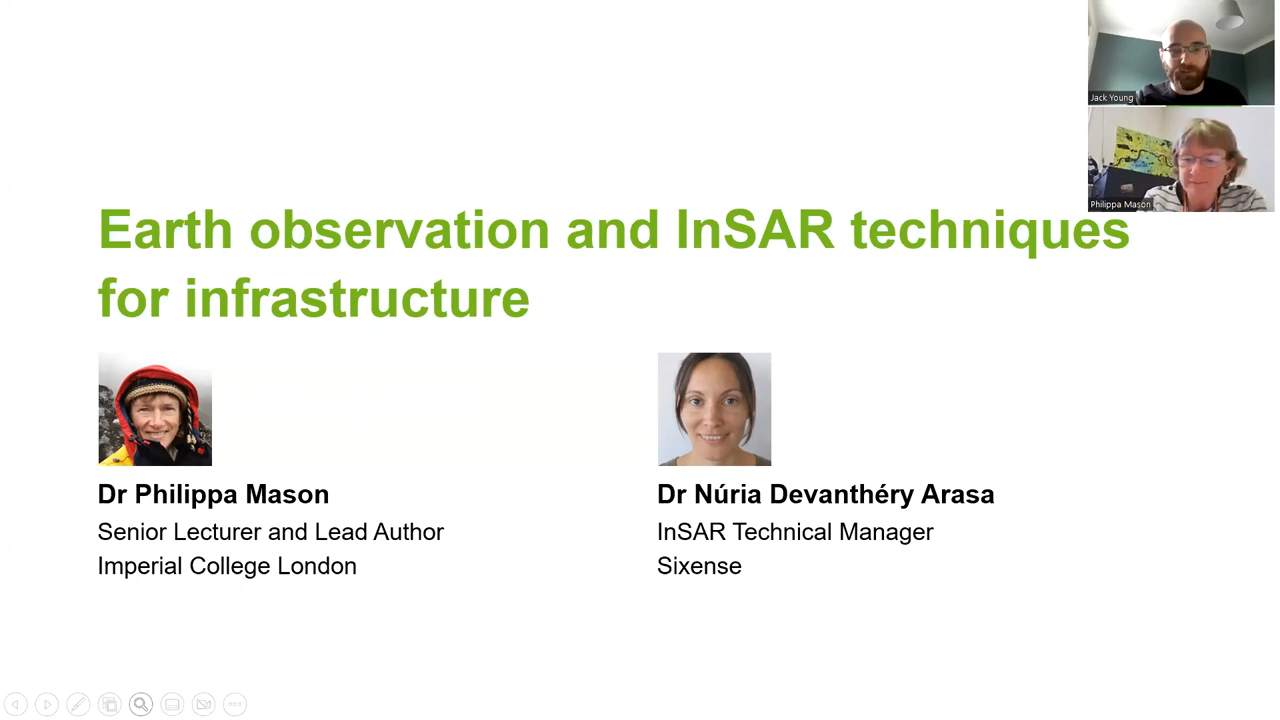 Jack Young
Philippa Mason
Earth observation and InSAR techniques
for infrastructure
Dr Philippa Mason
Senior Lecturer and Lead Author
Imperial College London
Dr Núria Devanthéry Arasa
InSAR Technical Manager
Sixense